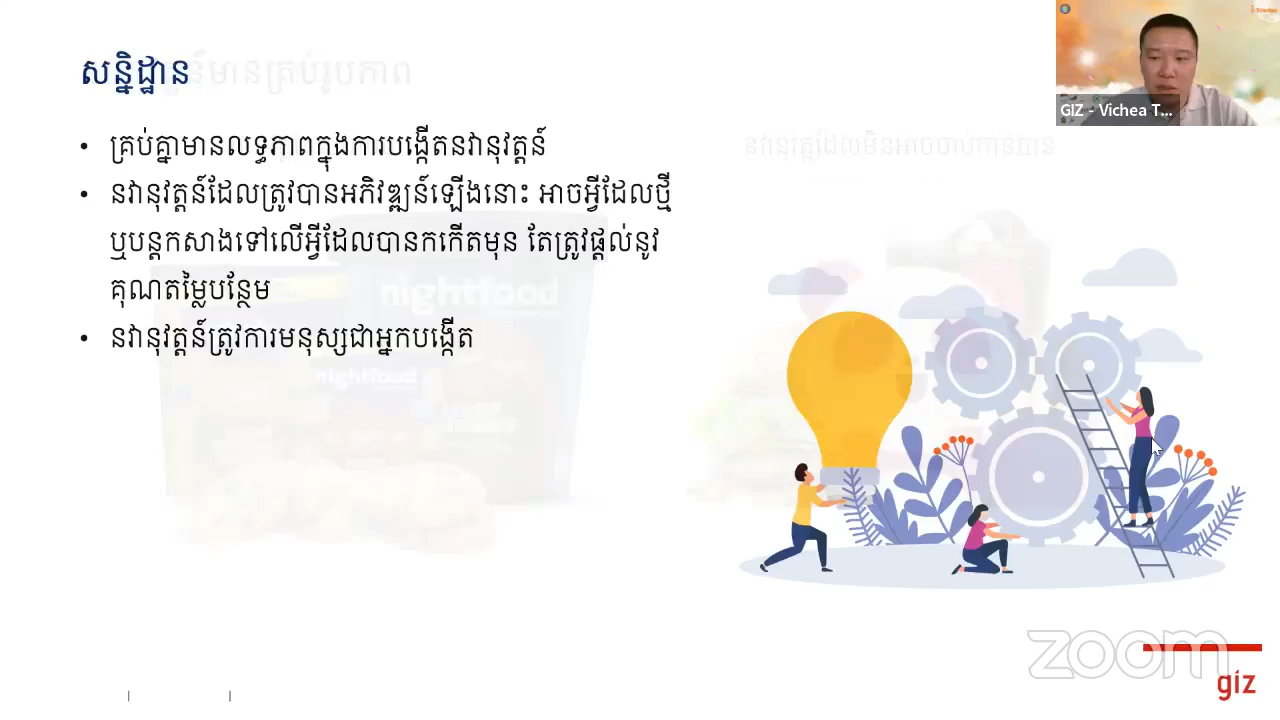 សន្និដ្ឋាន
• គ្រប់គ្នាមានលទ្ធភាពក្នុងការបង្កើតនវានុវត្តន៍
• នវានុវត្តន៍ដែលត្រូវបានអភិវឌ្ឍន៍ឡើងនោះ អាចអ្វីដែលថ្មី
ឬបន្តកសាងទៅលើអ្វីដែលបានកកើតមុន តែត្រូវផ្តល់នូវ
គុណតម្លៃបន្ថែម
• នវានុវត្តន៍ត្រូវការមនុស្សជាអ្នកបង្កើត
nightfood
nightfood
GIZ - Vichea T...
zoom
giz